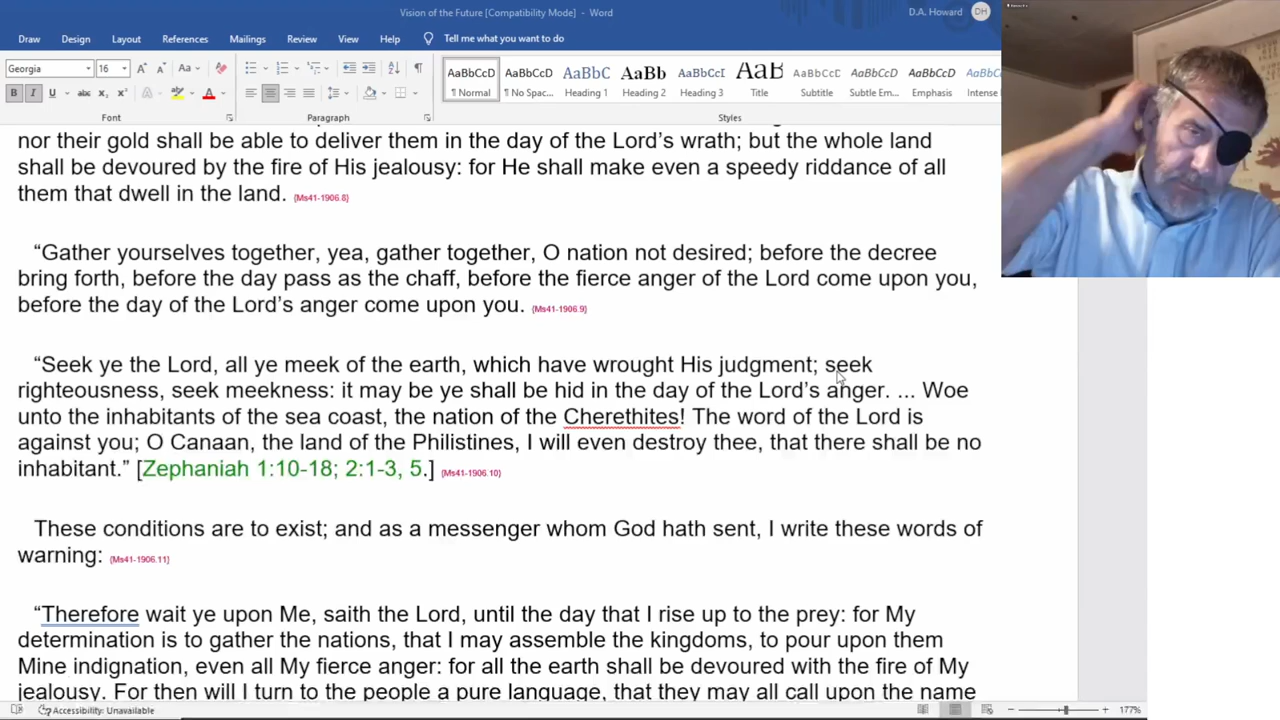 Vision of the Future [Compatibility Mode] - Word
D.A. Howard
DH
Draw Design Layout References Mailings Review View Help Tell me what you want to do
Georgia 16 Aa
AaBbCcD AaBbCcD AaBbC AaBb AaBbCcI AaB AaBbCcD AaBbCcD AaBbCcD AaBbCcD
B I U abc x₂ x² A A
¶ Normal ¶ No Spac... Heading 1 Heading 2 Heading 3 Title Subtitle Subtle Em... Emphasis Intense
Font Paragraph Styles
nor their gold shall be able to deliver them in the day of the Lord’s wrath; but the whole land
shall be devoured by the fire of His jealousy: for He shall make even a speedy riddance of all
them that dwell in the land. {Ms41-1906.8}
“Gather yourselves together, yea, gather together, O nation not desired; before the decree
bring forth, before the day pass as the chaff, before the fierce anger of the Lord come upon you,
before the day of the Lord’s anger come upon you. {Ms41-1906.9}
“Seek ye the Lord, all ye meek of the earth, which have wrought His judgment; seek
righteousness, seek meekness: it may be ye shall be hid in the day of the Lord’s anger. ... Woe
unto the inhabitants of the sea coast, the nation of the Cherethites! The word of the Lord is
against you; O Canaan, the land of the Philistines, I will even destroy thee, that there shall be no
inhabitant.” [Zephaniah 1:10-18; 2:1-3, 5.] {Ms41-1906.10}
These conditions are to exist; and as a messenger whom God hath sent, I write these words of
warning: {Ms41-1906.11}
“Therefore wait ye upon Me, saith the Lord, until the day that I rise up to the prey: for My
determination is to gather the nations, that I may assemble the kingdoms, to pour upon them
Mine indignation, even all My fierce anger: for all the earth shall be devoured with the fire of My
jealousy. For then will I turn to the people a pure language, that they may all call upon the name
Accessibility: Unavailable
177%